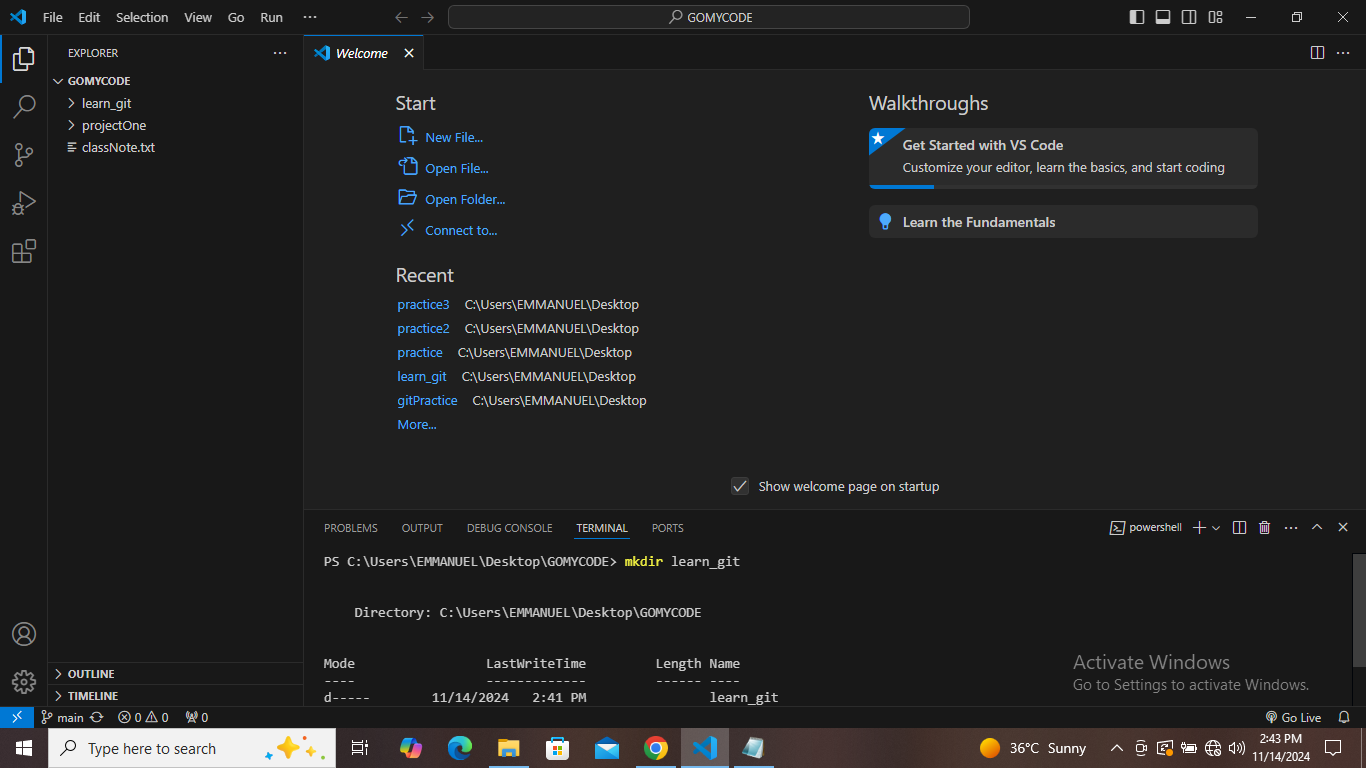 File Edit Selection View Go Run ··· GOMYCODE
EXPLORER ···
Welcome
GOMYCODE
learn_git
projectOne
classNote.txt
Start
New File...
Open File...
Open Folder...
Connect to...
Recent
practice3 C:\Users\EMMANUEL\Desktop
practice2 C:\Users\EMMANUEL\Desktop
practice C:\Users\EMMANUEL\Desktop
learn_git C:\Users\EMMANUEL\Desktop
gitPractice C:\Users\EMMANUEL\Desktop
More...
Walkthroughs
Get Started with VS Code
Customize your editor, learn the basics, and start coding
Learn the Fundamentals
Show welcome page on startup
PROBLEMS OUTPUT DEBUG CONSOLE TERMINAL PORTS powershell
PS C:\Users\EMMANUEL\Desktop\GOMYCODE> mkdir learn_git
Directory: C:\Users\EMMANUEL\Desktop\GOMYCODE
Mode LastWriteTime Length Name
---- ------------- ------ ----
d----- 11/14/2024 2:41 PM learn_git
Activate Windows
Go to Settings to activate Windows.
OUTLINE
TIMELINE
main 0 0 0 Go Live
Type here to search 36°C Sunny 2:43 PM
11/14/2024